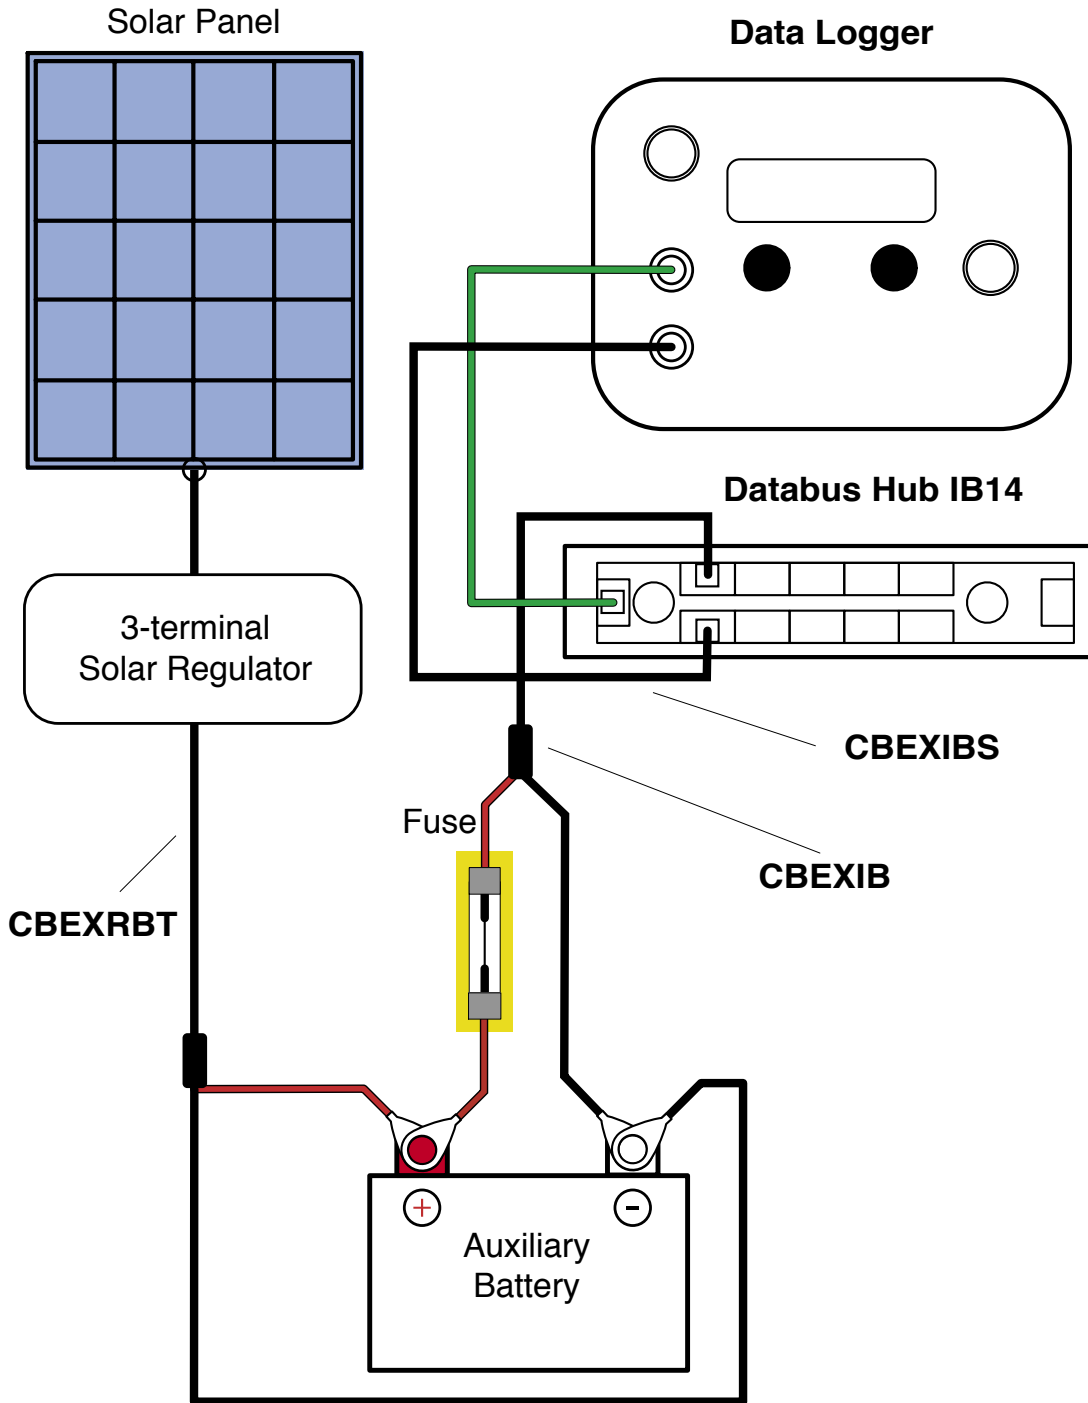 Solar Panel
Data Logger
Databus Hub IB14
3-terminal
Solar Regulator
CBEXIBS
Fuse
CBEXIB
CBEXRBT
+
-
Auxiliary
Battery